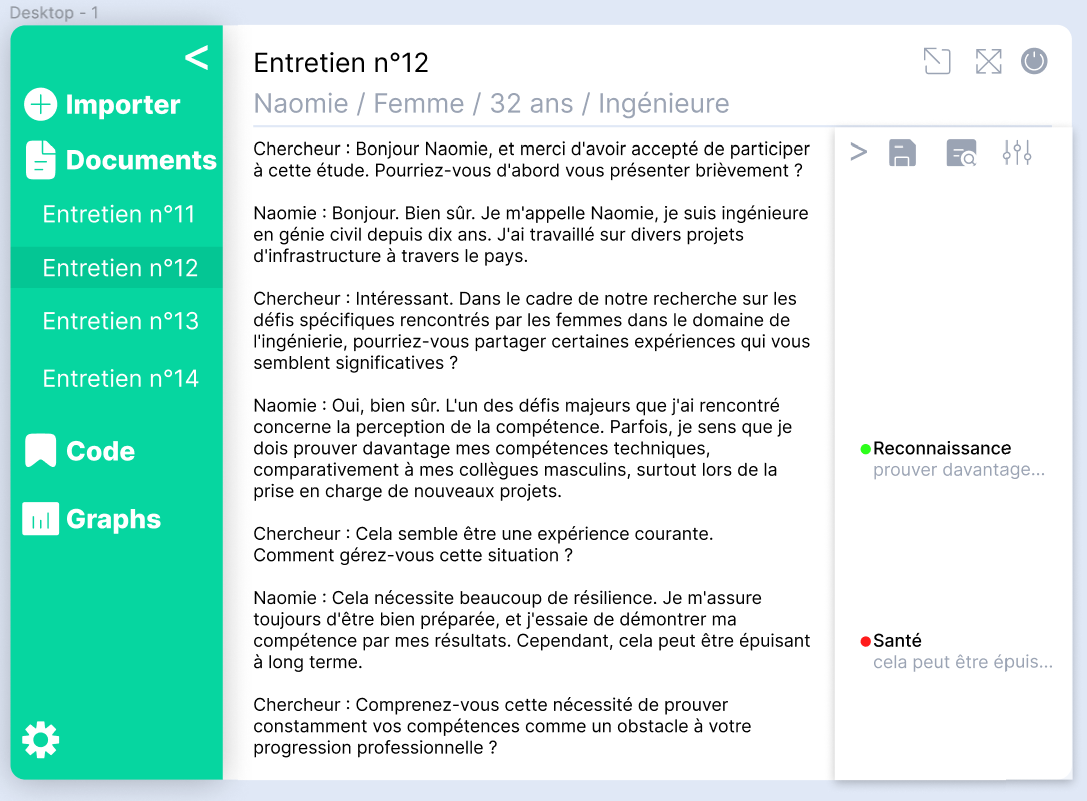 Desktop - 1
<
Importer
Documents
Entretien n°11
Entretien n°12
Entretien n°13
Entretien n°14
Code
Graphs
Entretien n°12
Naomie / Femme / 32 ans / Ingénieure
Chercheur : Bonjour Naomie, et merci d'avoir accepté de participer
à cette étude. Pourriez-vous d'abord vous présenter brièvement ?
Naomie : Bonjour. Bien sûr. Je m'appelle Naomie, je suis ingénieure
en génie civil depuis dix ans. J'ai travaillé sur divers projets
d'infrastructure à travers le pays.
Chercheur : Intéressant. Dans le cadre de notre recherche sur les
défis spécifiques rencontrés par les femmes dans le domaine de
l'ingénierie, pourriez-vous partager certaines expériences qui vous
semblent significatives ?
Naomie : Oui, bien sûr. L'un des défis majeurs que j'ai rencontré
concerne la perception de la compétence. Parfois, je sens que je
dois prouver davantage mes compétences techniques,
comparativement à mes collègues masculins, surtout lors de la
prise en charge de nouveaux projets.
Chercheur : Cela semble être une expérience courante.
Comment gérez-vous cette situation ?
Naomie : Cela nécessite beaucoup de résilience. Je m'assure
toujours d'être bien préparée, et j'essaie de démontrer ma
compétence par mes résultats. Cependant, cela peut être épuisant
à long terme.
Chercheur : Comprenez-vous cette nécessité de prouver
constamment vos compétences comme un obstacle à votre
progression professionnelle ?
>
Reconnaissance
prouver davantage...
Santé
cela peut être épuis...